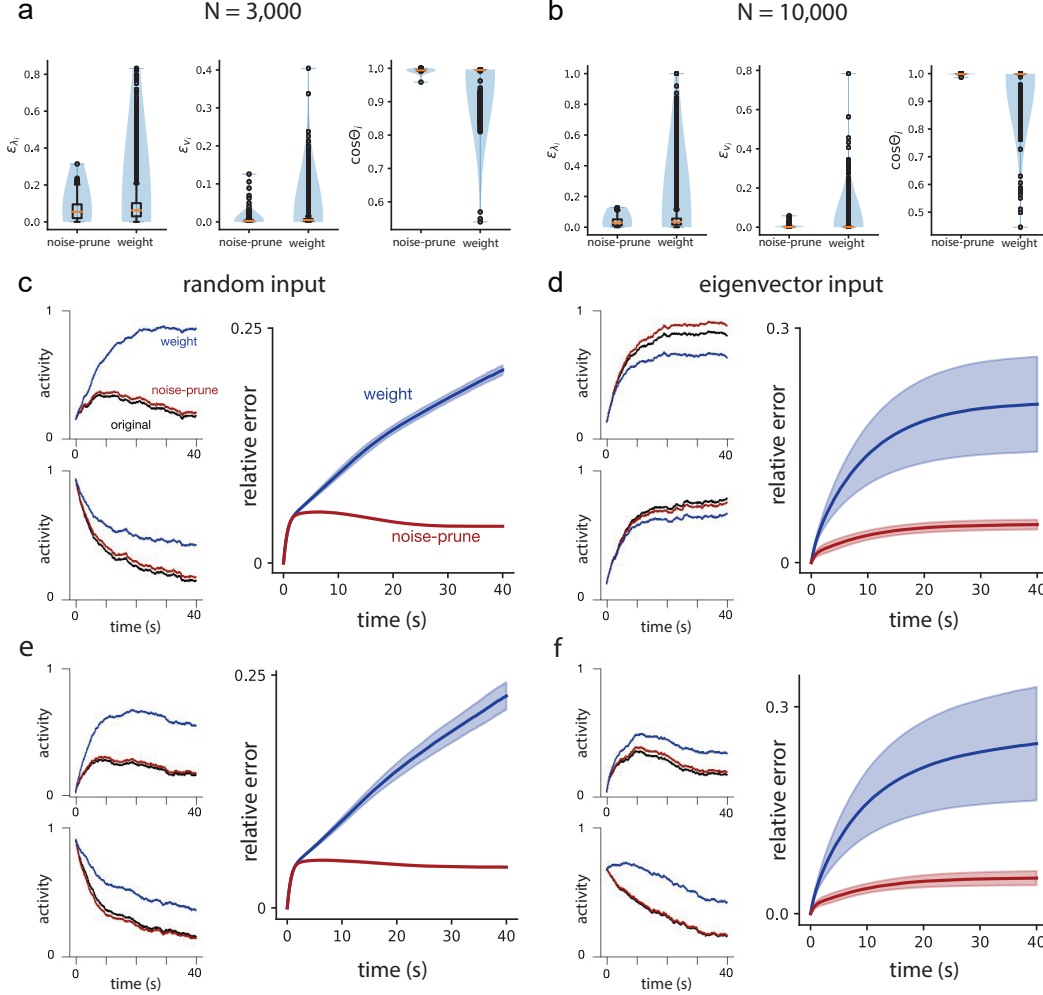 a
N = 3,000
b
N = 10,000
0.8
0.6
0.4
0.2
0.0
ε_λi
noise-prune
weight
0.4
0.3
0.2
0.1
0.0
ε_vi
noise-prune
weight
1.0
0.9
0.8
0.7
0.6
cosΘ_i
noise-prune
weight
1.0
0.8
0.6
0.4
0.2
0.0
ε_λi
noise-prune
weight
0.8
0.6
0.4
0.2
0.0
ε_vi
noise-prune
weight
1.0
0.9
0.8
0.7
0.6
0.5
cosΘ_i
noise-prune
weight
c
random input
d
eigenvector input
1
activity
0
weight
noise-prune
original
0
40
1
activity
0
0
40
time (s)
0.25
relative error
0
weight
noise-prune
0
10
20
30
40
time (s)
1
activity
0
0
40
1
activity
0
0
40
time (s)
0.3
relative error
0
0
10
20
30
40
time (s)
e
f
1
activity
0
0
40
1
activity
0
0
40
time (s)
0.25
relative error
0
0
10
20
30
40
time (s)
1
activity
0
0
40
1
activity
0
0
40
time (s)
0.3
relative error
0.0
0
10
20
30
40
time (s)